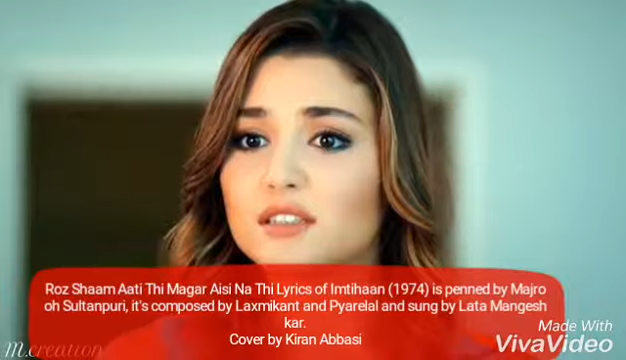 Roz Shaam Aati Thi Magar Aisi Na Thi Lyrics of Imtihaan (1974) is penned by Majro
oh Sultanpuri, it's composed by Laxmikant and Pyarelal and sung by Lata Mangesh
kar.
Cover by Kiran Abbasi
Made With
VivaVideo
M.creation